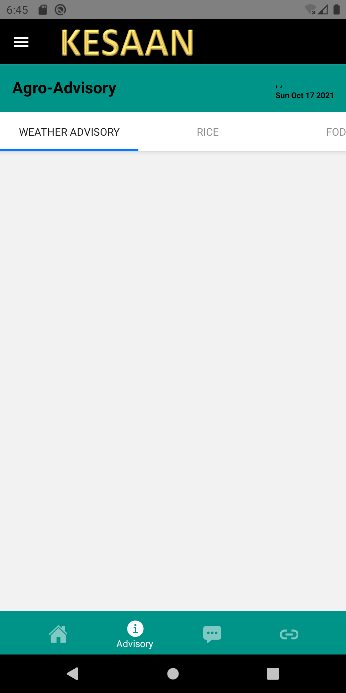 6:45
KESAAN
Agro-Advisory
, ,
Sun Oct 17 2021
WEATHER ADVISORY
RICE
FOD
Advisory